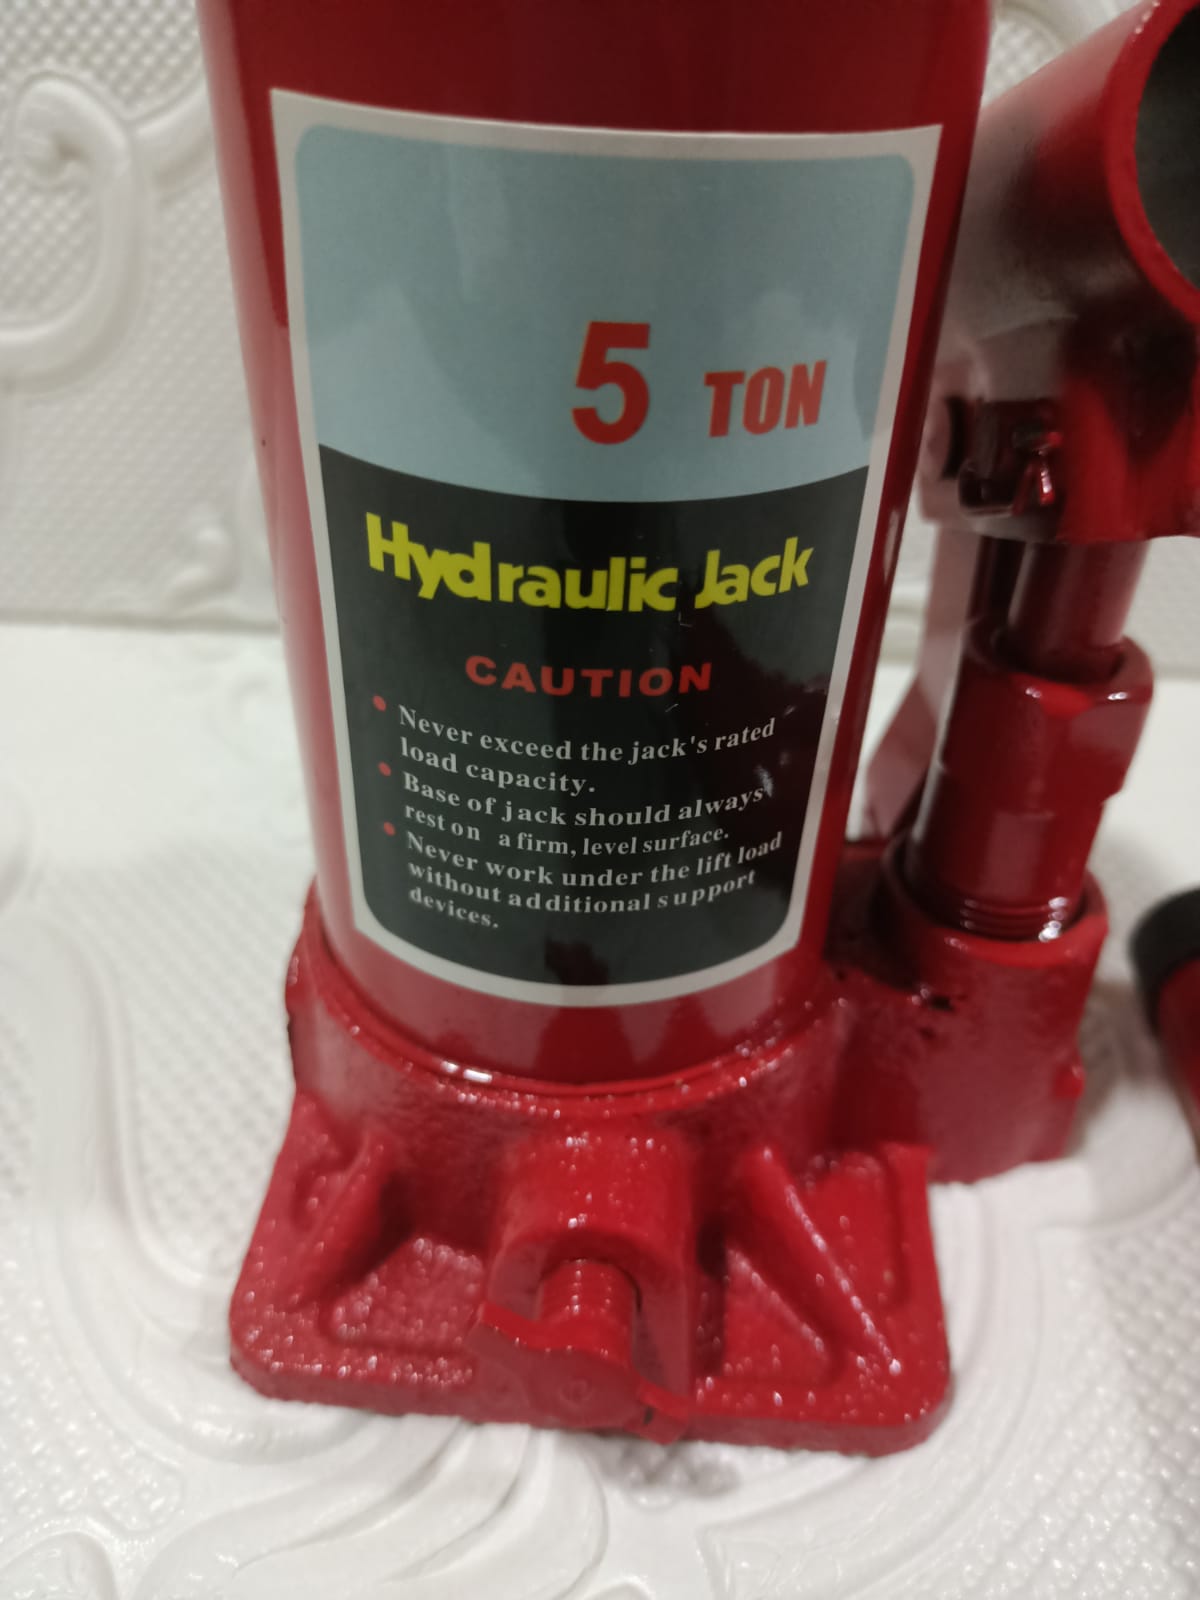 5 TON
Hydraulic Jack
CAUTION
• Never exceed the jack's rated
load capacity.
• Base of jack should always
rest on a firm, level surface.
• Never work under the lift load
without additional support
devices.